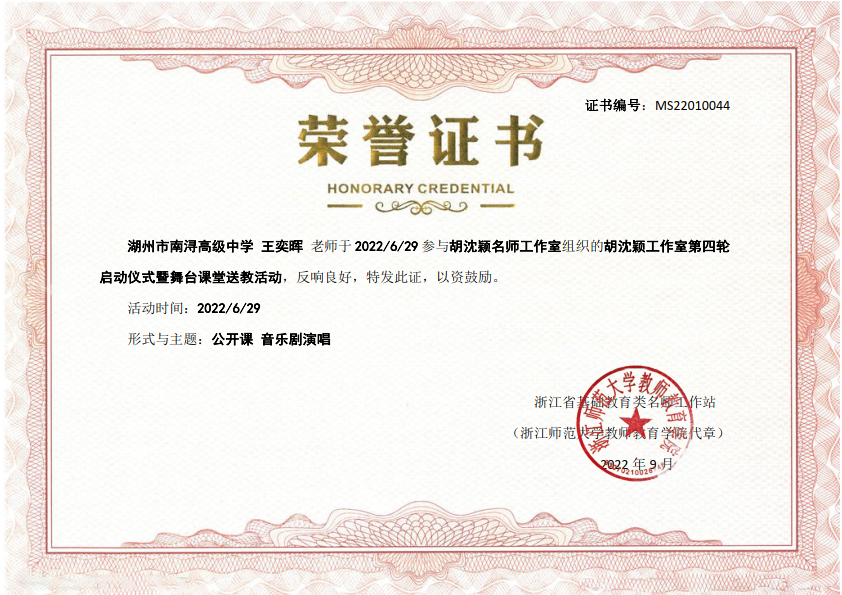 证书编号：MS22010044
荣誉证书
HONORARY CREDENTIAL
湖州市南浔高级中学 王奕晖 老师于 2022/6/29 参与胡沈颖名师工作室组织的胡沈颖工作室第四轮
启动仪式暨舞台课堂送教活动，反响良好，特发此证，以资鼓励。
活动时间：2022/6/29
形式与主题：公开课 音乐剧演唱
浙江省基础教育类名师工作站
（浙江师范大学教师教育学院代章）
2022 年 9 月
浙江师范大学教师教育学院